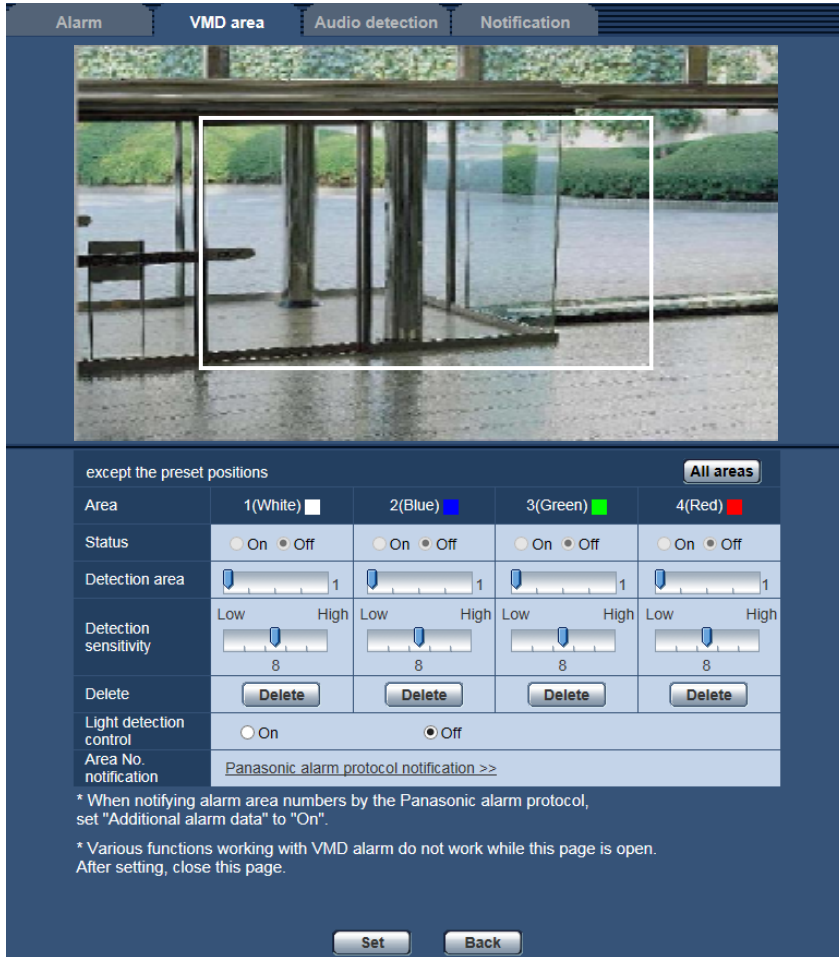 Alarm VMD area Audio detection Notification
except the preset positions All areas
Area 1(White) 2(Blue) 3(Green) 4(Red)
Status On Off On Off On Off On Off
Detection area 1 1 1 1
Detection sensitivity Low High Low High Low High Low High
8 8 8 8
Delete Delete Delete Delete Delete
Light detection control On Off
Area No. notification Panasonic alarm protocol notification >>
* When notifying alarm area numbers by the Panasonic alarm protocol,
set "Additional alarm data" to "On".
* Various functions working with VMD alarm do not work while this page is open.
After setting, close this page.
Set Back